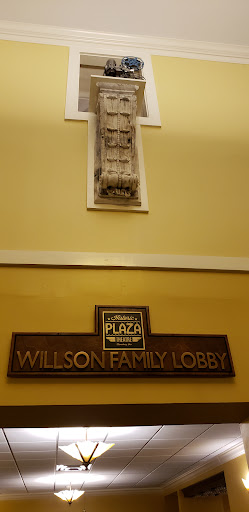 Historic
PLAZA
THEATRE
WILLSON FAMILY LOBBY